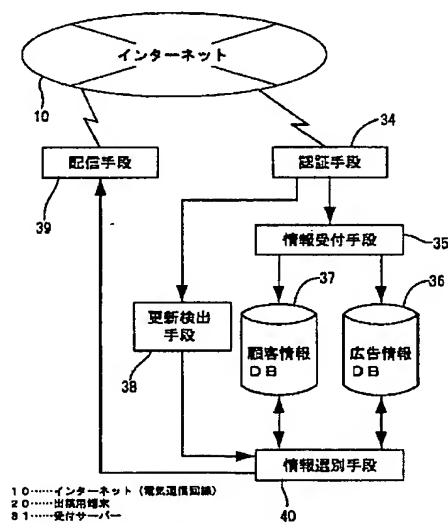 インターネット
10
34
配信手段
認証手段
39
情報受付手段
35
37
36
更新検出
手段
顧客情報
DB
広告情報
DB
38
情報選別手段
40
10……インターネット（電気通信回線）
20……出稿用端末
31……受付サーバー